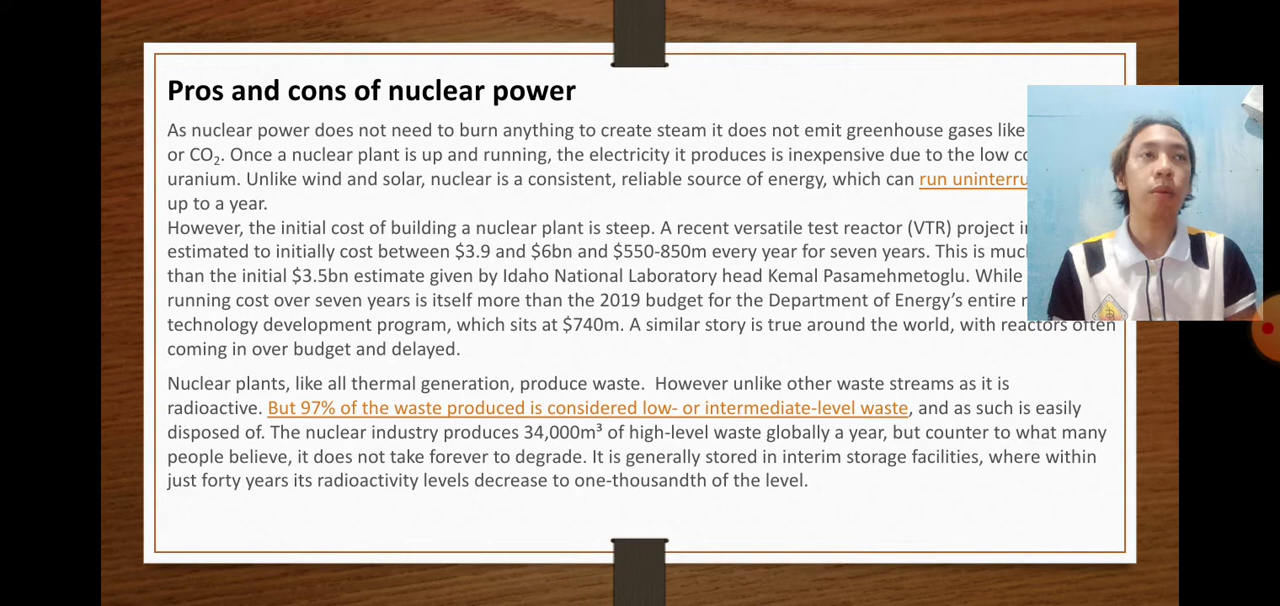 Pros and cons of nuclear power
As nuclear power does not need to burn anything to create steam it does not emit greenhouse gases like
or CO₂. Once a nuclear plant is up and running, the electricity it produces is inexpensive due to the low
uranium. Unlike wind and solar, nuclear is a consistent, reliable source of energy, which can run
up to a year.
However, the initial cost of building a nuclear plant is steep. A recent versatile test reactor (VTR) project
estimated to initially cost between $3.9 and $6bn and $550-850m every year for seven years. This is
than the initial $3.5bn estimate given by Idaho National Laboratory head Kemal Pasamehmetoglu. While
running cost over seven years is itself more than the 2019 budget for the Department of Energy’s entire
technology development program, which sits at $740m. A similar story is true around the world, with reactors often
coming in over budget and delayed.
Nuclear plants, like all thermal generation, produce waste.  However unlike other waste streams as it is
radioactive. But 97% of the waste produced is considered low- or intermediate-level waste, and as such is easily
disposed of. The nuclear industry produces 34,000m³ of high-level waste globally a year, but counter to what many
people believe, it does not take forever to degrade. It is generally stored in interim storage facilities, where within
just forty years its radioactivity levels decrease to one-thousandth of the level.